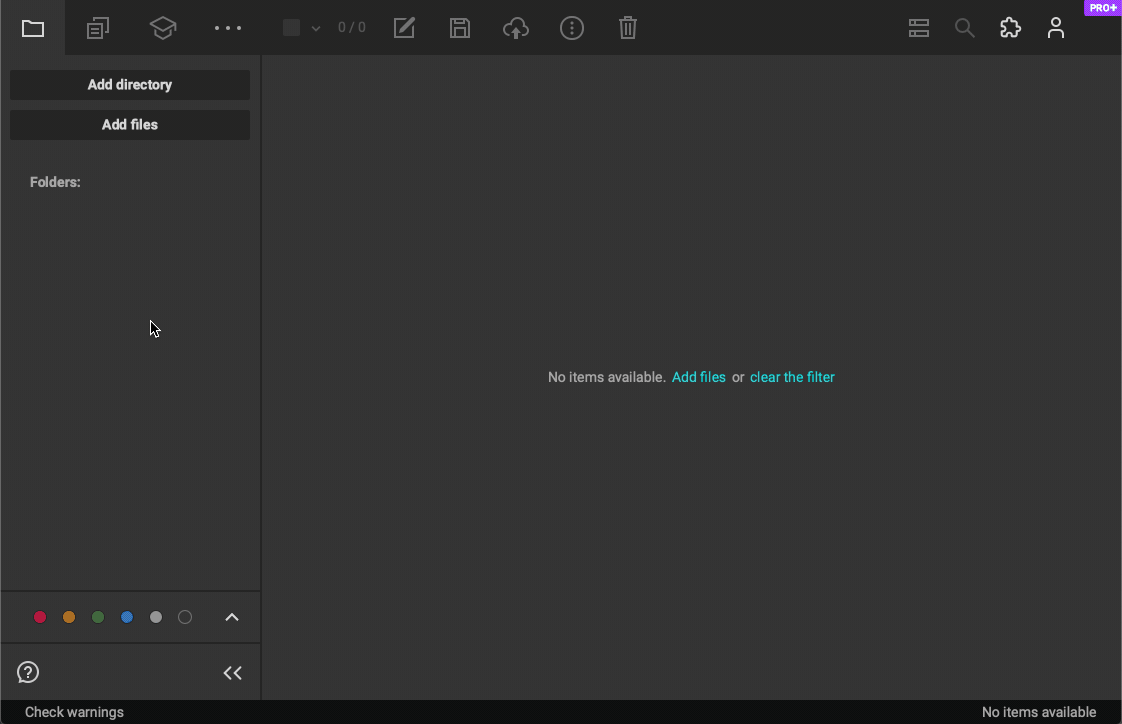 PRO+
0 / 0
Add directory
Add files
Folders:
No items available. Add files or clear the filter
Check warnings
No items available